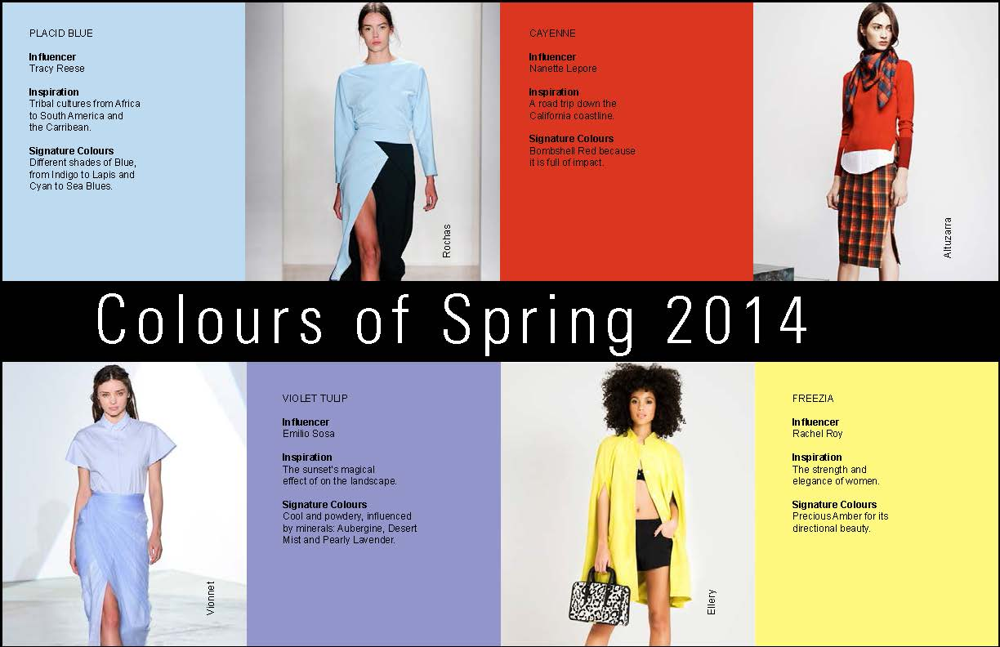 PLACID BLUE
Influencer
Tracy Reese
Inspiration
Tribal cultures from Africa
to South America and
the Carribean.
Signature Colours
Different shades of Blue,
from Indigo to Lapis and
Cyan to Sea Blues.
Rochas
CAYENNE
Influencer
Nanette Lepore
Inspiration
A road trip down the
California coastline.
Signature Colours
Bombshell Red because
it is full of impact.
Altuzarra
Colours of Spring 2014
Vionnet
VIOLET TULIP
Influencer
Emilio Sosa
Inspiration
The sunset's magical
effect of on the landscape.
Signature Colours
Cool and powdery, influenced
by minerals: Aubergine, Desert
Mist and Pearly Lavender.
Ellery
FREEZIA
Influencer
Rachel Roy
Inspiration
The strength and
elegance of women.
Signature Colours
Precious Amber for its
directional beauty.